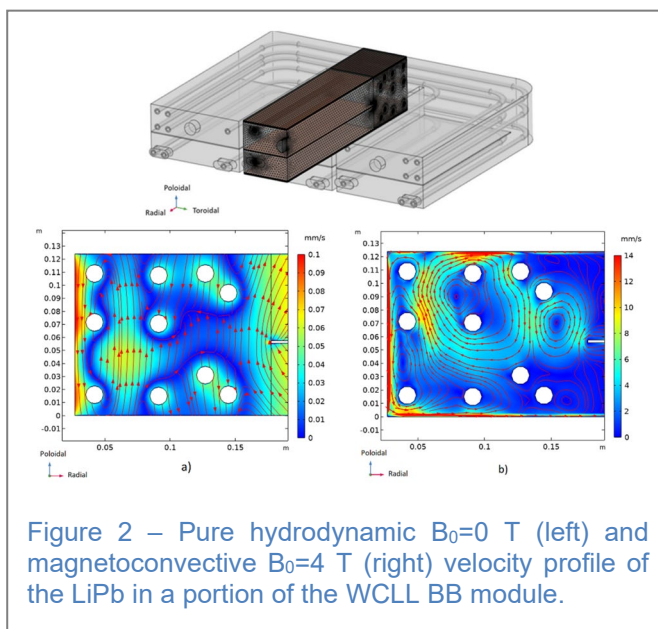 Poloidal
Radial Toroidal
m mm/s m mm/s
0.13 0.1 0.13 14
0.12 0.12
0.11 0.09 0.11 12
0.1 0.08 0.1
0.09 0.07 0.09 10
0.08 0.06 0.08
0.07 0.07 8
0.06 0.05 0.06
0.05 0.04 0.05 6
0.04 0.04
0.03 0.03 0.03 4
0.02 0.02 0.02
0.01 0.01 0.01 2
0 0 0 0
-0.01 -0.01
0.05 0.1 0.15 m 0.05 0.1 0.15 m
Poloidal Poloidal
Radial a) Radial b)
Figure 2 – Pure hydrodynamic B0=0 T (left) and
magnetoconvective B0=4 T (right) velocity profile of
the LiPb in a portion of the WCLL BB module.